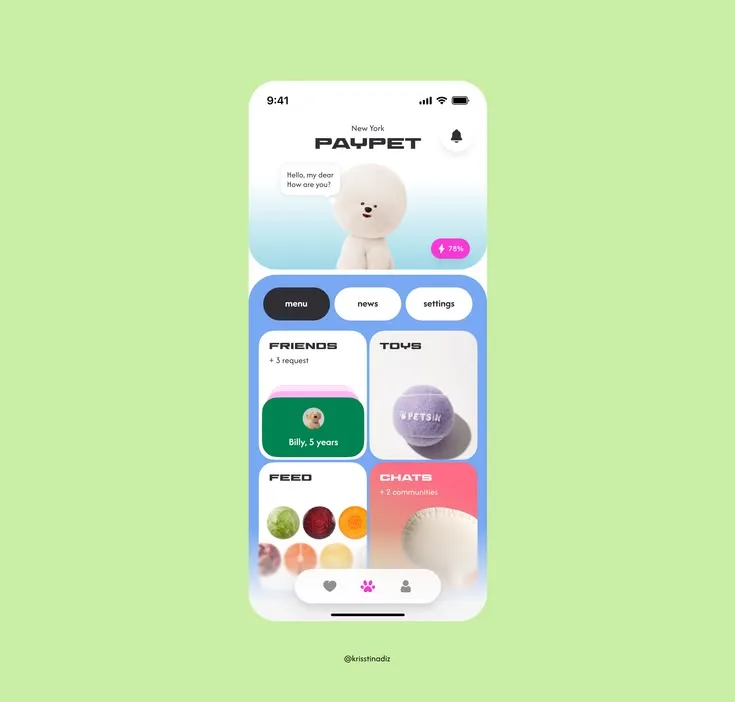 9:41
New York
PAYPET
Hello, my dear
How are you?
78%
menu
news
settings
FRIENDS
+ 3 request
TOYS
PETSIK
Billy, 5 years
FEED
CHATS
+ 2 communities
@krisstinadiz